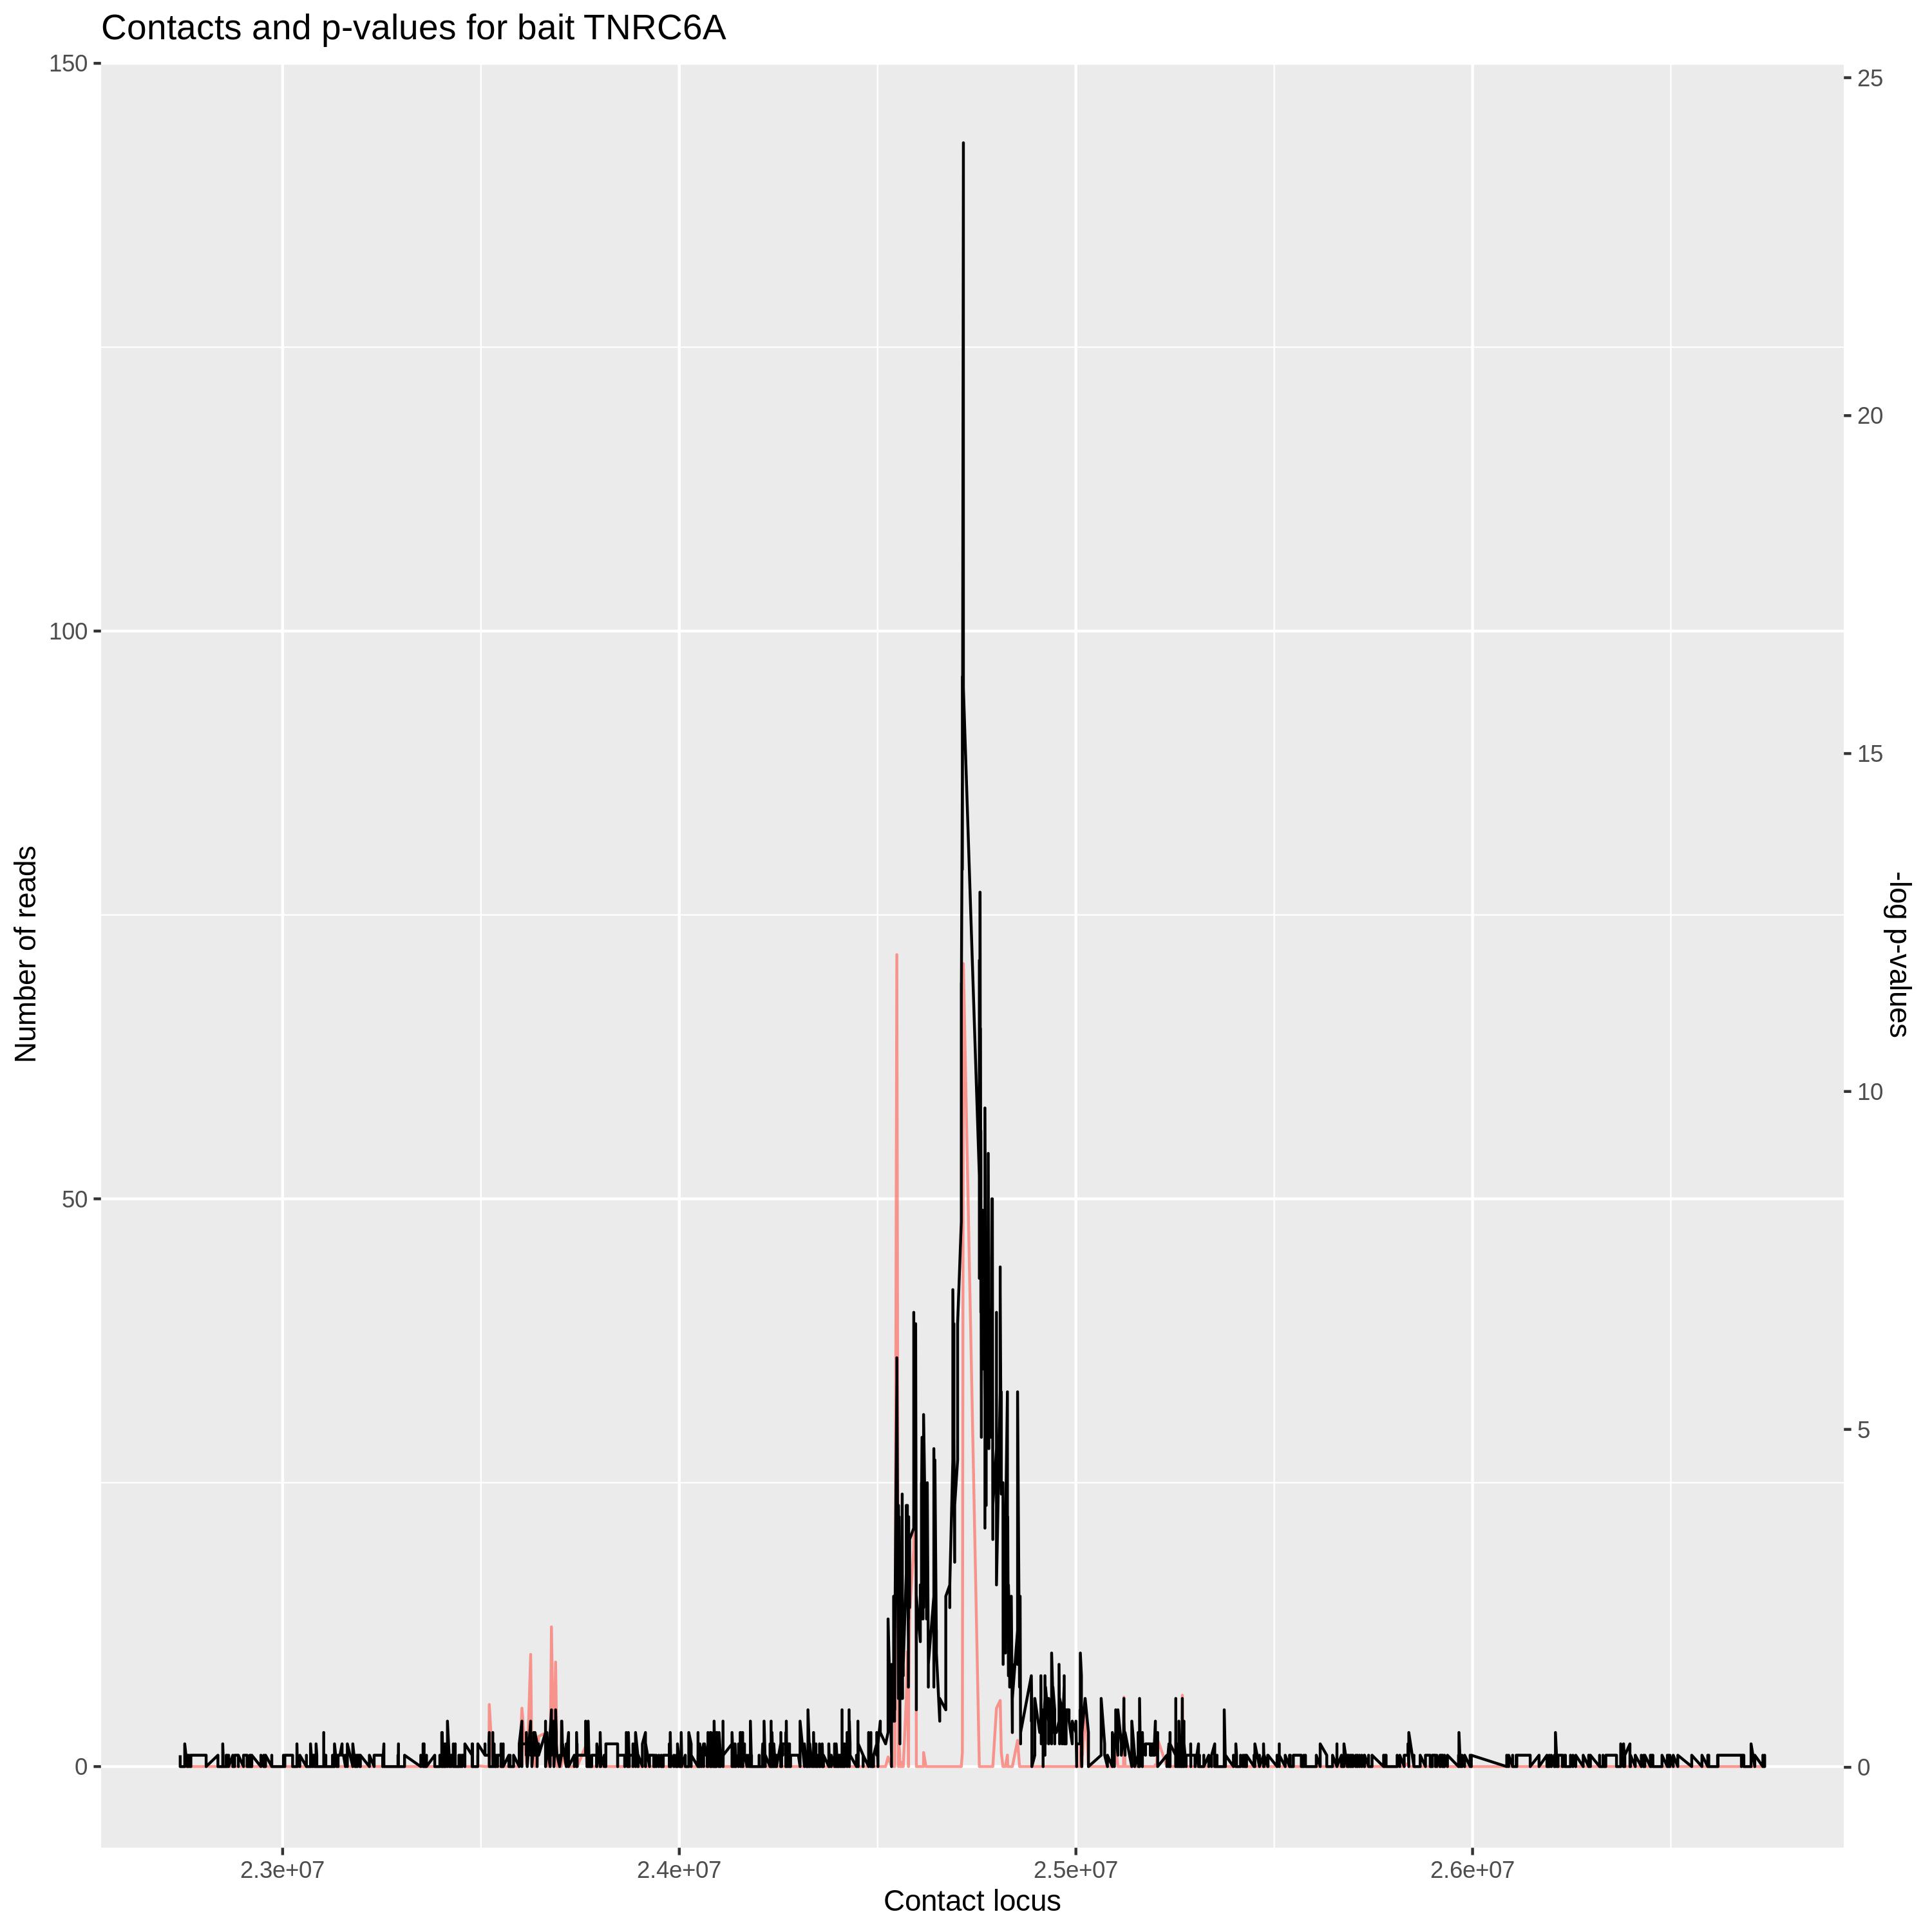 Contacts and p-values for bait TNRC6A
150
100
50
0
Number of reads
25
20
15
10
5
0
-log p-values
2.3e+07
2.4e+07
2.5e+07
2.6e+07
Contact locus